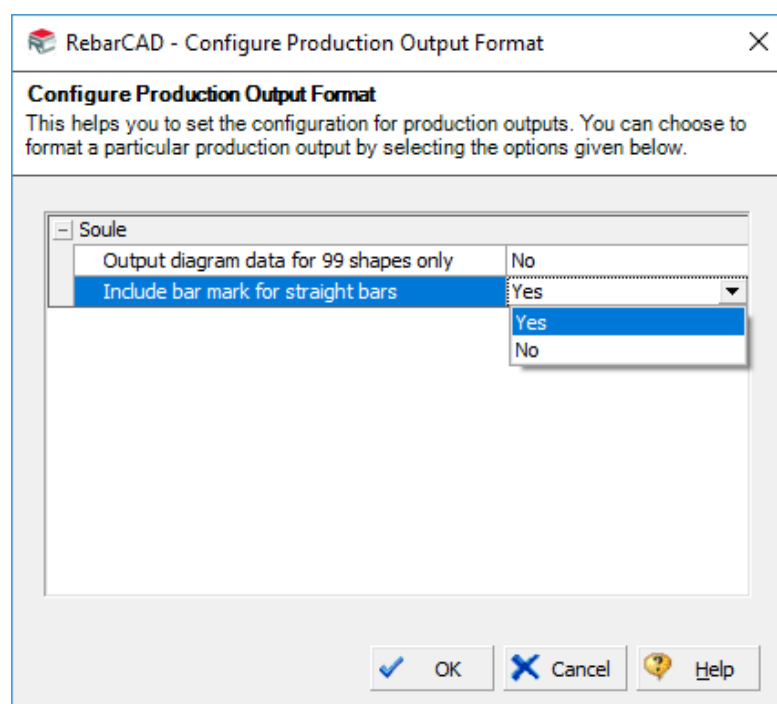 RebarCAD - Configure Production Output Format
Configure Production Output Format
This helps you to set the configuration for production outputs. You can choose to
format a particular production output by selecting the options given below.
Soule
Output diagram data for 99 shapes only No
Include bar mark for straight bars Yes
Yes
No
OK Cancel Help